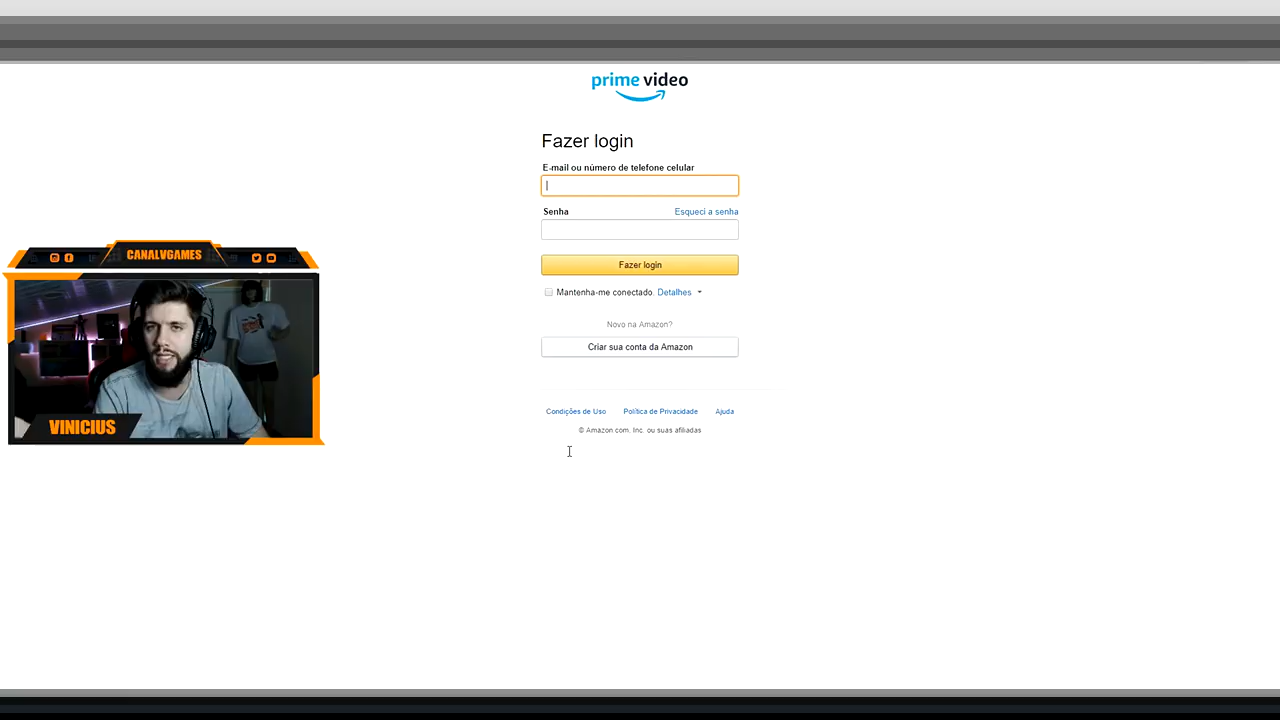 prime video
Fazer login
E-mail ou número de telefone celular
Senha
Esqueci a senha
Fazer login
Mantenha-me conectado. Detalhes
Novo na Amazon?
Criar sua conta da Amazon
Condições de Uso
Política de Privacidade
Ajuda
© Amazon com. Inc. ou suas afiliadas
CANALVGAMES
VINICIUS